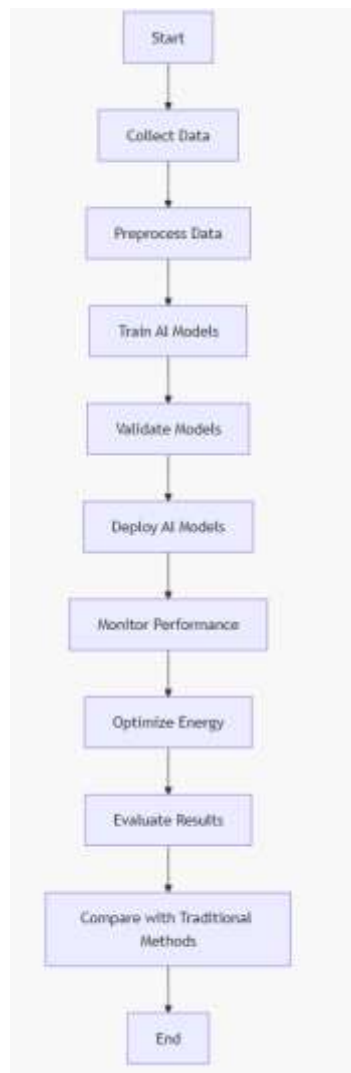 Start
Collect Data
Preprocess Data
Train AI Models
Validate Models
Deploy AI Models
Monitor Performance
Optimize Energy
Evaluate Results
Compare with Traditional
Methods
End